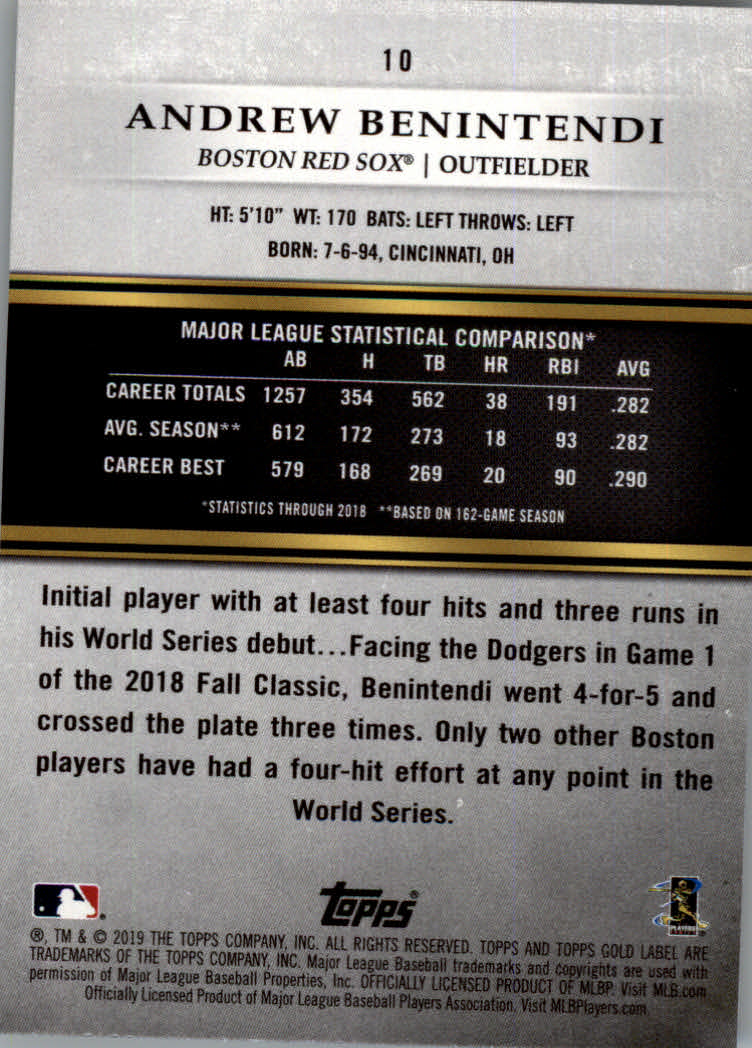 10
ANDREW BENINTENDI
BOSTON RED SOX® | OUTFIELDER
HT: 5'10" WT: 170 BATS: LEFT THROWS: LEFT
BORN: 7-6-94, CINCINNATI, OH
MAJOR LEAGUE STATISTICAL COMPARISON*
AB H TB HR RBI AVG
CAREER TOTALS 1257 354 562 38 191 .282
AVG. SEASON** 612 172 273 18 93 .282
CAREER BEST 579 168 269 20 90 .290
*STATISTICS THROUGH 2018 **BASED ON 162-GAME SEASON
Initial player with at least four hits and three runs in
his World Series debut...Facing the Dodgers in Game 1
of the 2018 Fall Classic, Benintendi went 4-for-5 and
crossed the plate three times. Only two other Boston
players have had a four-hit effort at any point in the
World Series.
TOPPS®
PLAYERS
®, TM & © 2019 THE TOPPS COMPANY, INC. ALL RIGHTS RESERVED. TOPPS AND TOPPS GOLD LABEL ARE
TRADEMARKS OF THE TOPPS COMPANY, INC. Major League Baseball trademarks and copyrights are used with
permission of Major League Baseball Properties, Inc. OFFICIALLY LICENSED PRODUCT OF MLBP. Visit MLB.com
Officially Licensed Product of Major League Baseball Players Association. Visit MLBPlayers.com